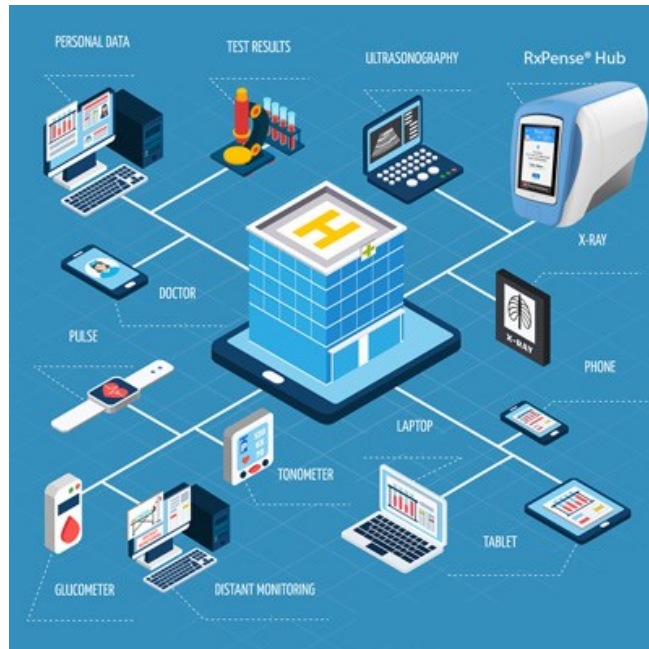 PERSONAL DATA
TEST RESULTS
ULTRASONOGRAPHY
RxPense® Hub
X-RAY
H
DOCTOR
X-RAY
PULSE
PHONE
LAPTOP
TONOMETER
TABLET
GLUCOMETER
DISTANT MONITORING